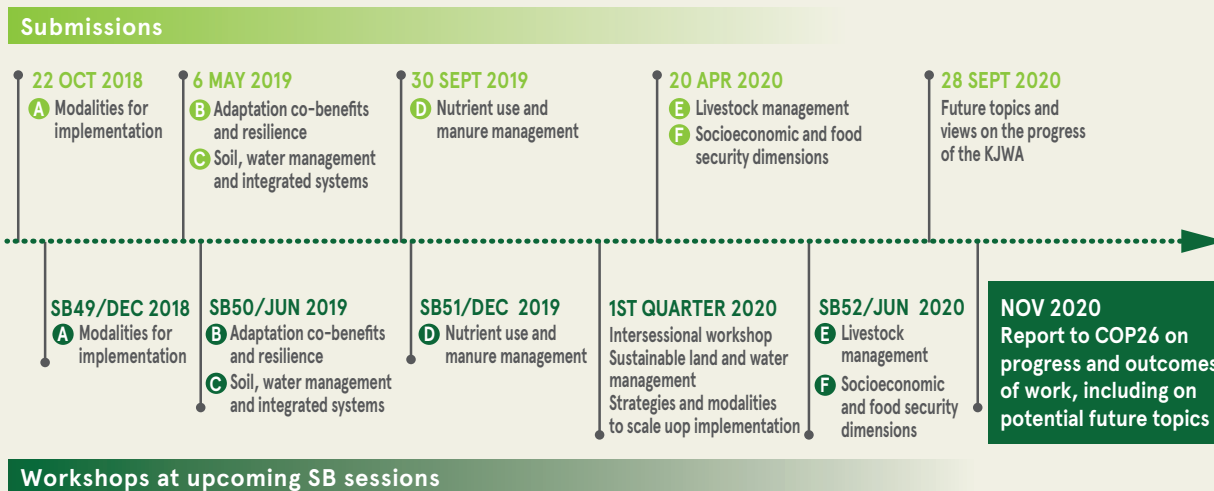 Submissions
22 OCT 2018
A Modalities for
implementation
6 MAY 2019
B Adaptation co-benefits
and resilience
C Soil, water management
and integrated systems
30 SEPT 2019
D Nutrient use and
manure management
20 APR 2020
E Livestock management
F Socioeconomic and food
security dimensions
28 SEPT 2020
Future topics and
views on the progress
of the KJWA
SB49/DEC 2018
A Modalities for
implementation
SB50/JUN 2019
B Adaptation co-benefits
and resilience
C Soil, water management
and integrated systems
SB51/DEC 2019
D Nutrient use and
manure management
1ST QUARTER 2020
Intersessional workshop
Sustainable land and water
management
Strategies and modalities
to scale uop implementation
SB52/JUN 2020
E Livestock
management
F Socioeconomic
and food security
dimensions
NOV 2020
Report to COP26 on
progress and outcomes
of work, including on
potential future topics
Workshops at upcoming SB sessions